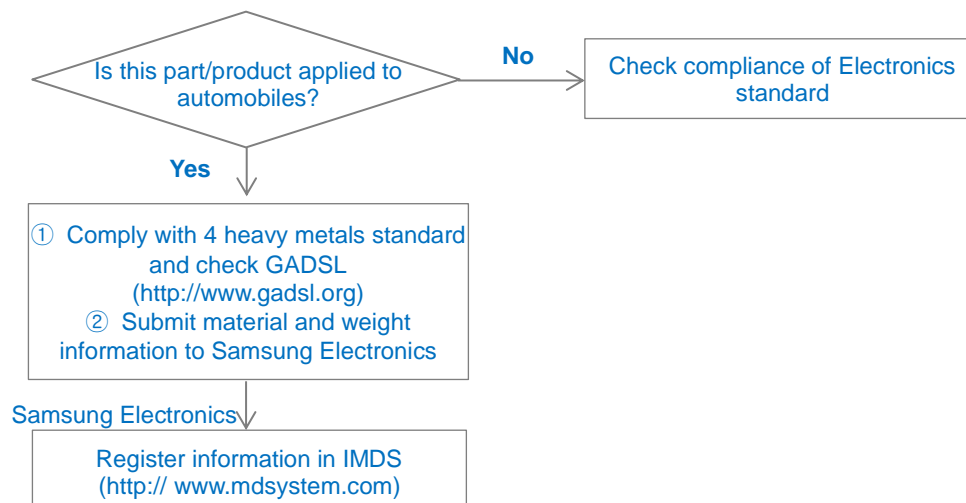 Is this part/product applied to
automobiles?
No
Check compliance of Electronics
standard
Yes
① Comply with 4 heavy metals standard
and check GADSL
(http://www.gadsl.org)
② Submit material and weight
information to Samsung Electronics
Samsung Electronics
Register information in IMDS
(http:// www.mdsystem.com)